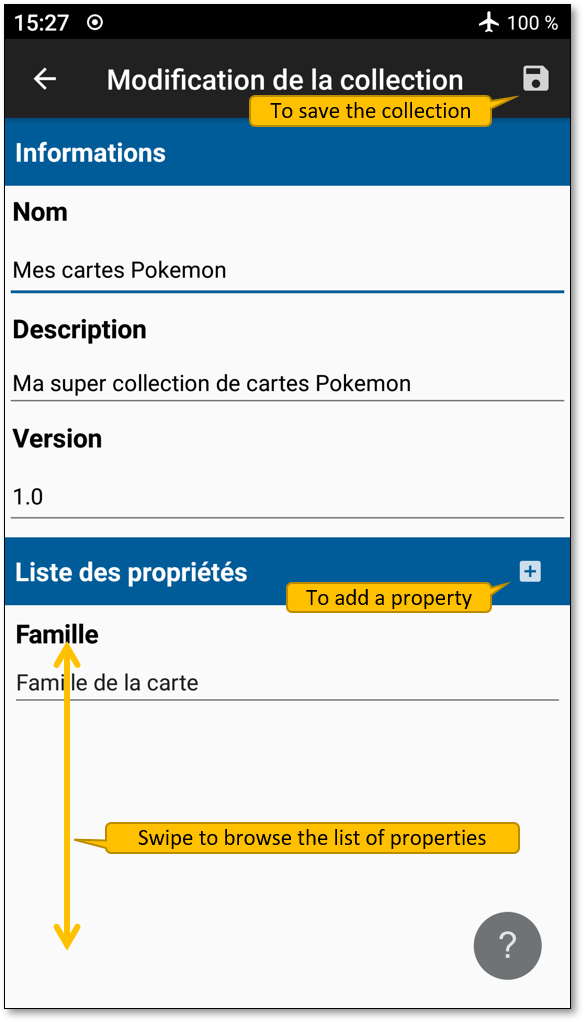 15:27
100 %
Modification de la collection
To save the collection
Informations
Nom
Mes cartes Pokemon
Description
Ma super collection de cartes Pokemon
Version
1.0
Liste des propriétés
To add a property
Famille
Famille de la carte
Swipe to browse the list of properties
?